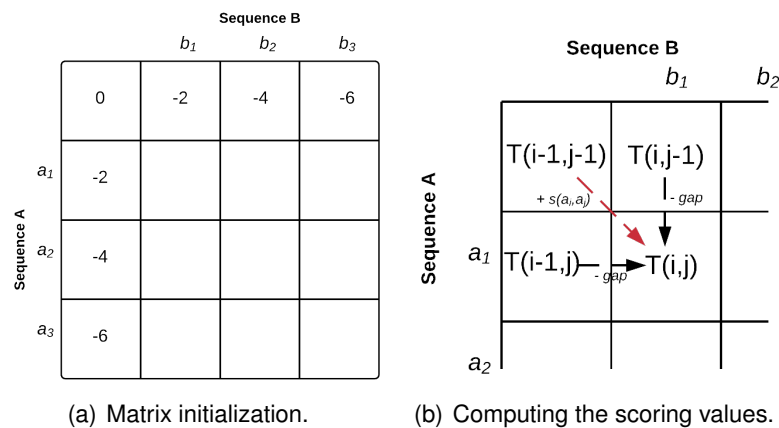 Sequence B
b1 b2 b3
0 -2 -4 -6
a1 -2
a2 -4
a3 -6
Sequence A
(a) Matrix initialization.
Sequence B
b1 b2
T(i-1,j-1) T(i,j-1)
+ s(ai,aj) - gap
a1 T(i-1,j) - gap T(i,j)
a2
Sequence A
(b) Computing the scoring values.